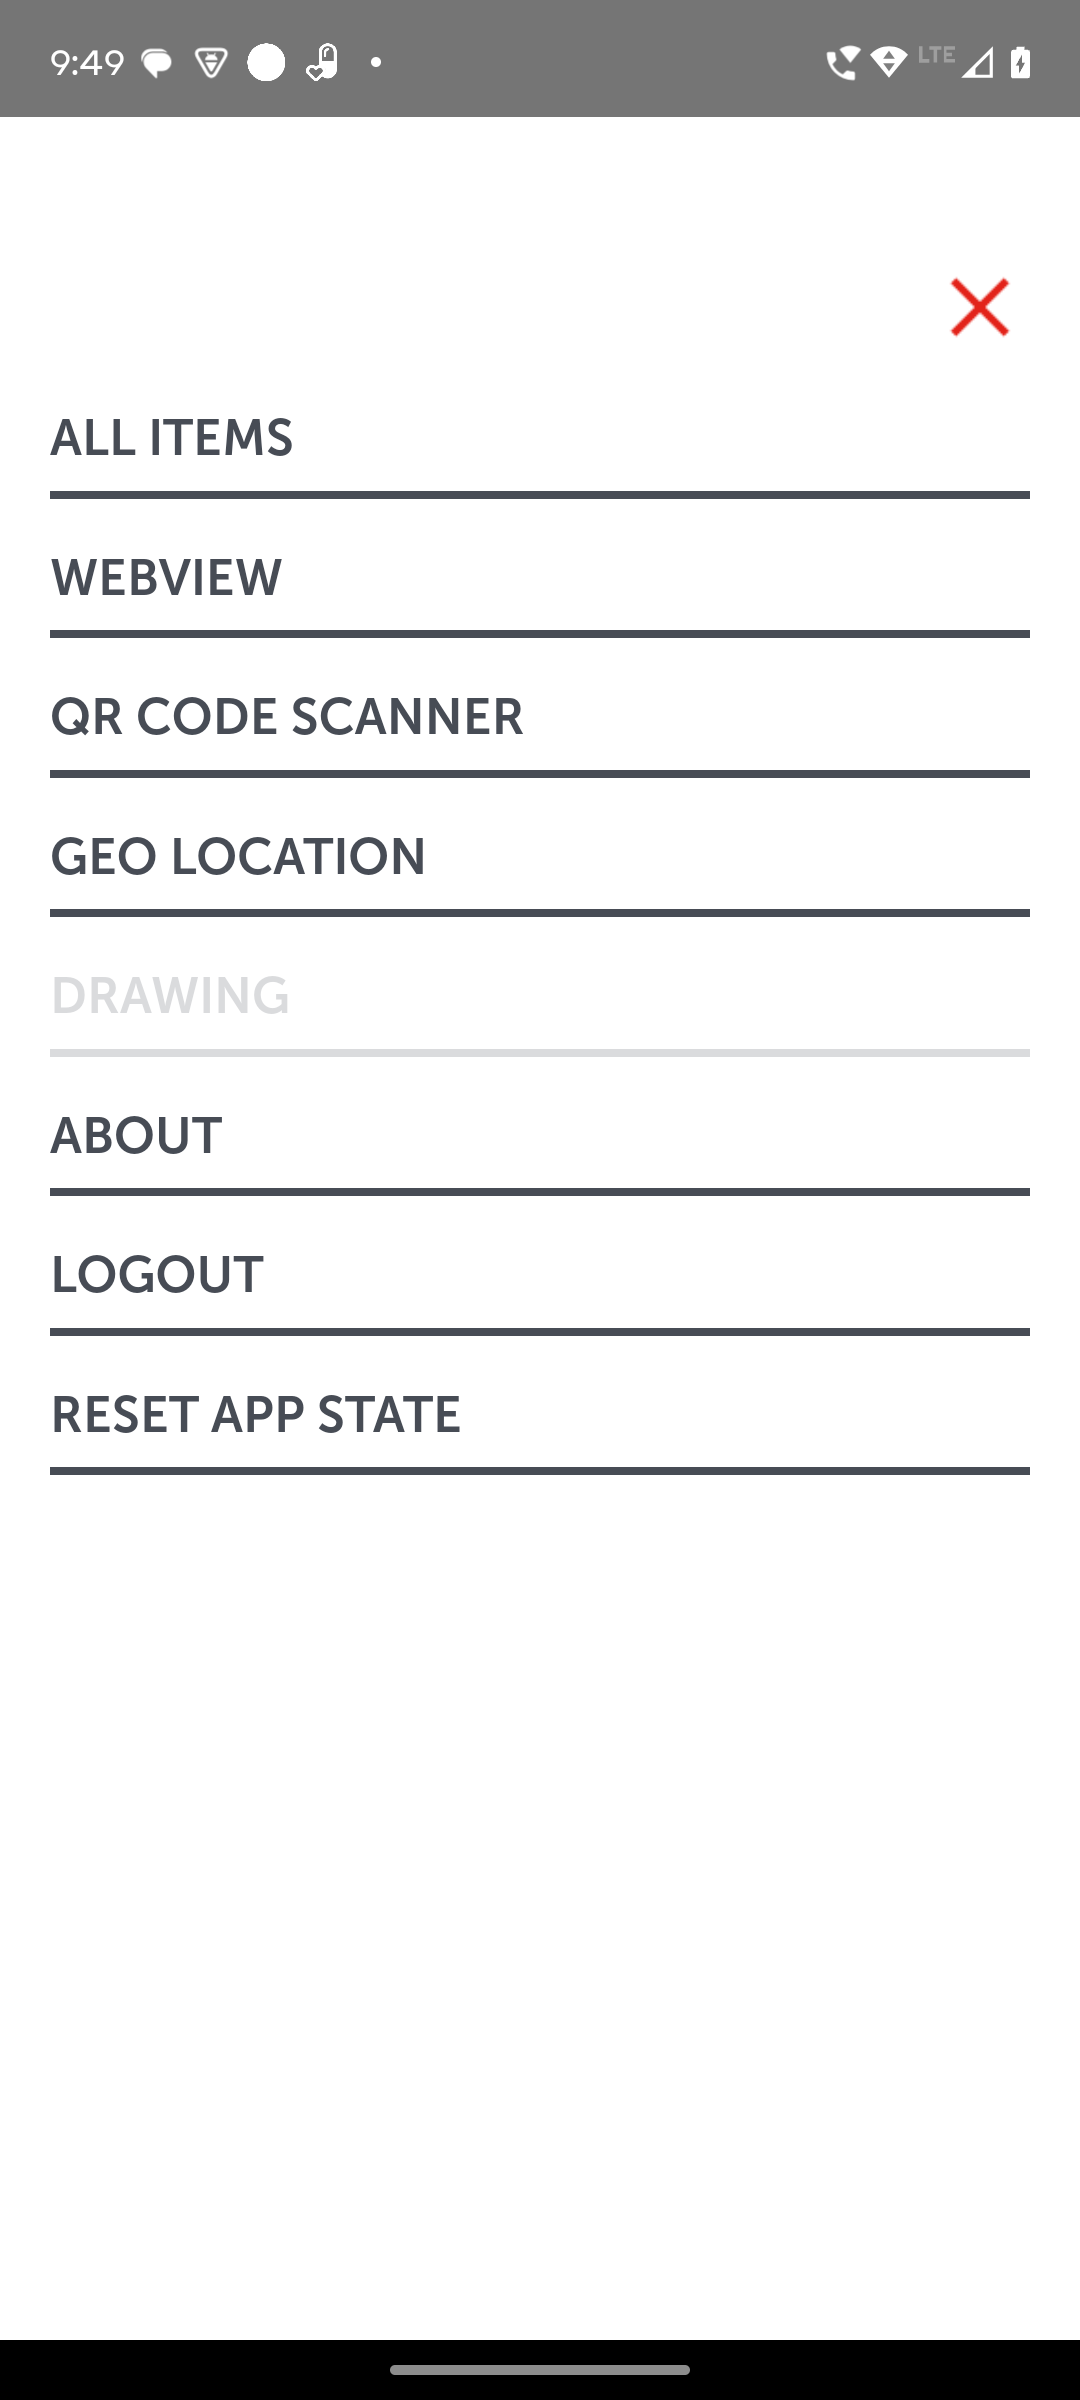 9:49
LTE
ALL ITEMS
WEBVIEW
QR CODE SCANNER
GEO LOCATION
DRAWING
ABOUT
LOGOUT
RESET APP STATE